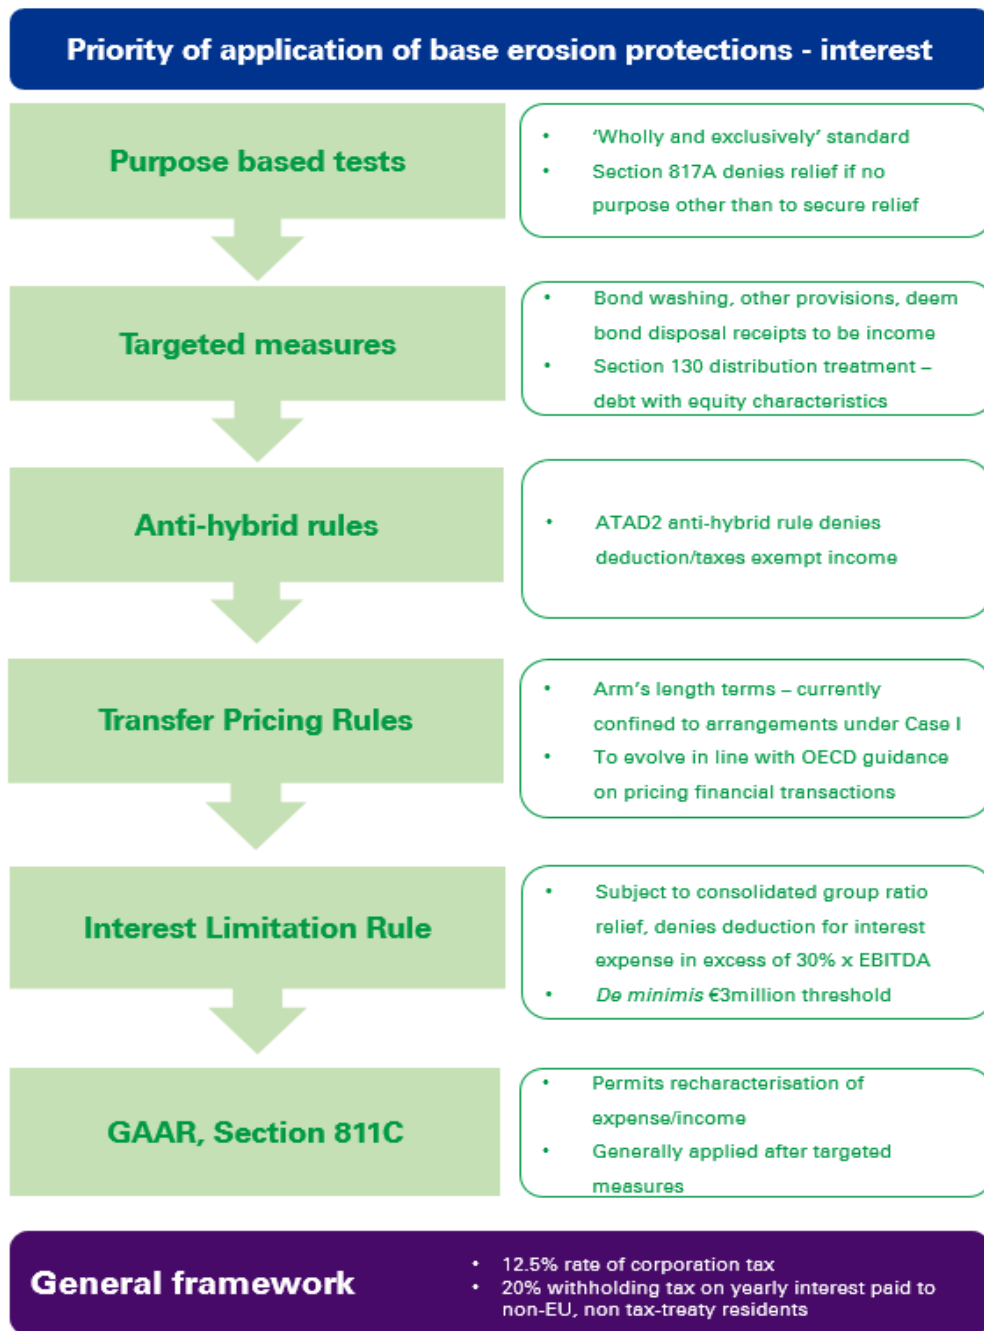 Priority of application of base erosion protections - interest
Purpose based tests
• ‘Wholly and exclusively’ standard
• Section 817A denies relief if no
purpose other than to secure relief
Targeted measures
• Bond washing, other provisions, deem
bond disposal receipts to be income
• Section 130 distribution treatment –
debt with equity characteristics
Anti-hybrid rules
• ATAD2 anti-hybrid rule denies
deduction/taxes exempt income
Transfer Pricing Rules
• Arm’s length terms – currently
confined to arrangements under Case I
• To evolve in line with OECD guidance
on pricing financial transactions
Interest Limitation Rule
• Subject to consolidated group ratio
relief, denies deduction for interest
expense in excess of 30% x EBITDA
• De minimis €3million threshold
GAAR, Section 811C
• Permits recharacterisation of
expense/income
• Generally applied after targeted
measures
General framework
• 12.5% rate of corporation tax
• 20% withholding tax on yearly interest paid to
non-EU, non tax-treaty residents